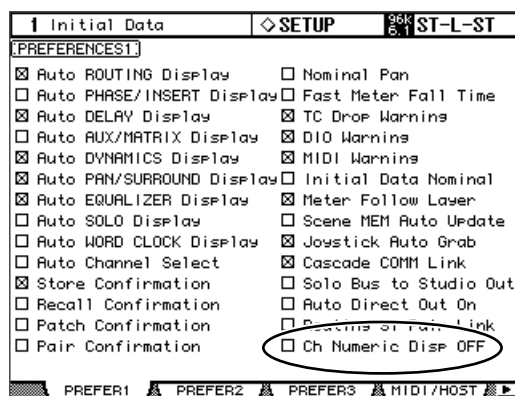 1 Initial Data ◇SETUP 96K 6.1 ST-L-ST
PREFERENCES1
☒ Auto ROUTING Display ☐ Nominal Pan
☐ Auto PHASE/INSERT Display ☐ Fast Meter Fall Time
☒ Auto DELAY Display ☒ TC Drop Warning
☐ Auto AUX/MATRIX Display ☒ DIO Warning
☒ Auto DYNAMICS Display ☒ MIDI Warning
☒ Auto PAN/SURROUND Display ☐ Initial Data Nominal
☒ Auto EQUALIZER Display ☒ Meter Follow Layer
☐ Auto SOLO Display ☐ Scene MEM Auto Update
☐ Auto WORD CLOCK Display ☒ Joystick Auto Grab
☐ Auto Channel Select ☒ Cascade COMM Link
☒ Store Confirmation ☐ Solo Bus to Studio Out
☐ Recall Confirmation ☐ Auto Direct Out On
☐ Patch Confirmation ☐ Routing ST Pair Link
☐ Pair Confirmation ☐ Ch Numeric Disp OFF
PREFER1 PREFER2 PREFER3 MIDI/HOST